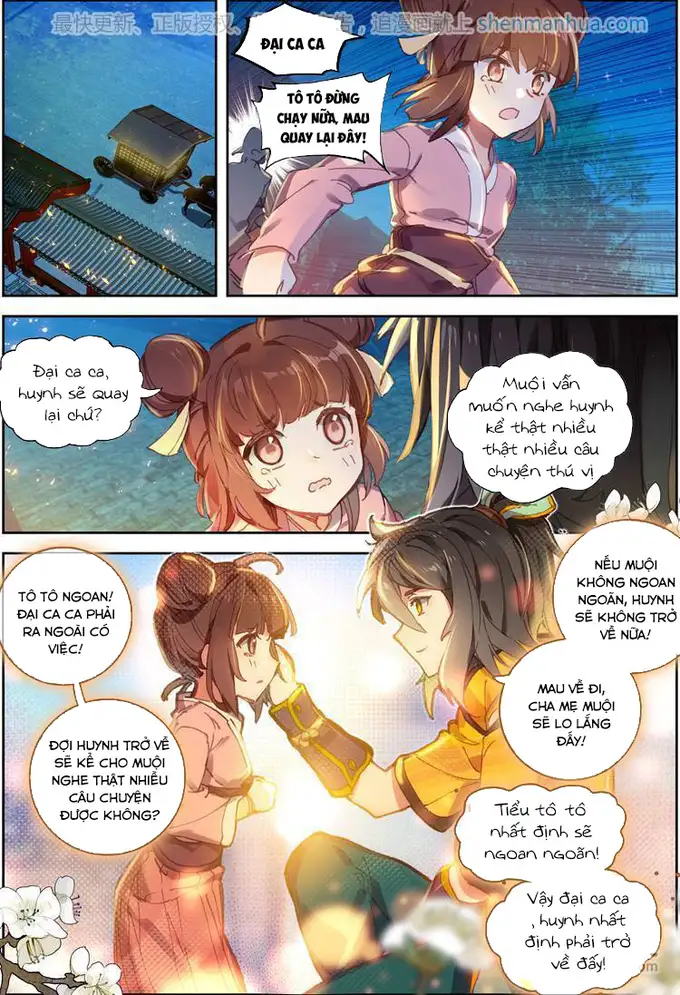 最快更新、正版授权、
告，追漫画就上 shenmanhua.com
ĐẠI CA CA
TÔ TÔ ĐỪNG
CHẠY NỮA, MAU
QUAY LẠI ĐÂY!
Đại ca ca,
huynh sẽ quay
lại chứ?
Muội vẫn
muốn nghe huynh
kể thật nhiều
thật nhiều câu
chuyện thú vị
TÔ TÔ NGOAN!
ĐẠI CA CA PHẢI
RA NGOÀI CÓ
VIỆC!
NẾU MUỘI
KHÔNG NGOAN
NGOÃN, HUYNH
SẼ KHÔNG TRỞ
VỀ NỮA!
MAU VỀ ĐI,
CHA MẸ MUỘI
SẼ LO LẮNG
ĐẤY!
ĐỢI HUYNH TRỞ VỀ
SẼ KỂ CHO MUỘI
NGHE THẬT NHIỀU
CÂU CHUYỆN
ĐƯỢC KHÔNG?
Tiểu tô tô
nhất định sẽ
ngoan ngoãn!
Vậy đại ca ca
, huynh nhất
định phải trở
về đấy!